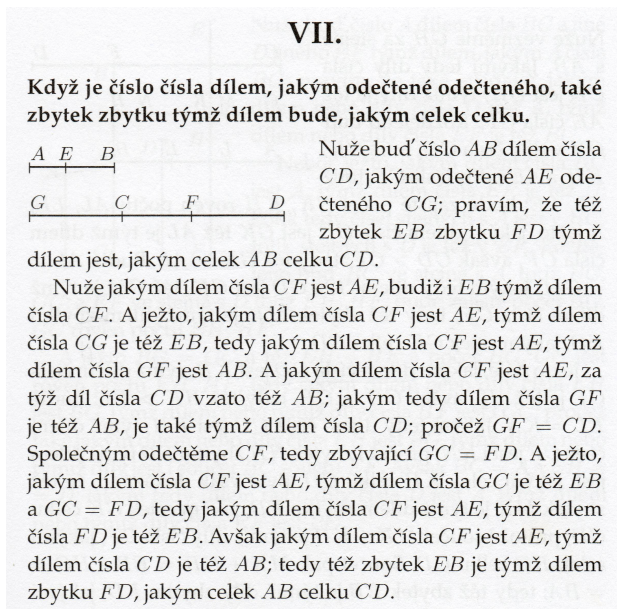 VII.
Když je číslo čísla dílem, jakým odečtené odečteného, také
zbytek zbytku týmž dílem bude, jakým celek celku.
A E B
G C F D
Nuže buď číslo AB dílem čísla
CD, jakým odečtené AE ode-
čteného CG; pravím, že též
zbytek EB zbytku FD týmž
dílem jest, jakým celek AB celku CD.
Nuže jakým dílem čísla CF jest AE, budiž i EB týmž dílem
čísla CF. A ježto, jakým dílem čísla CF jest AE, týmž dílem
čísla CG je též EB, tedy jakým dílem čísla CF jest AE, týmž
dílem čísla GF jest AB. A jakým dílem čísla CF jest AE, za
týž díl čísla CD vzato též AB; jakým tedy dílem čísla GF
je též AB, je také týmž dílem čísla CD; pročež GF = CD.
Společným odečtěme CF, tedy zbývající GC = FD. A ježto,
jakým dílem čísla CF jest AE, týmž dílem čísla GC je též EB
a GC = FD, tedy jakým dílem čísla CF jest AE, týmž dílem
čísla FD je též EB. Avšak jakým dílem čísla CF jest AE, týmž
dílem čísla CD je též AB; tedy též zbytek EB je týmž dílem
zbytku FD, jakým celek AB celku CD.